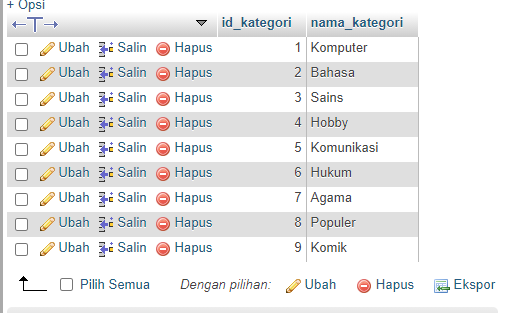 + Opsi
←T→ id_kategori nama_kategori
Ubah Salin Hapus 1 Komputer
Ubah Salin Hapus 2 Bahasa
Ubah Salin Hapus 3 Sains
Ubah Salin Hapus 4 Hobby
Ubah Salin Hapus 5 Komunikasi
Ubah Salin Hapus 6 Hukum
Ubah Salin Hapus 7 Agama
Ubah Salin Hapus 8 Populer
Ubah Salin Hapus 9 Komik
Pilih Semua Dengan pilihan: Ubah Hapus Ekspor